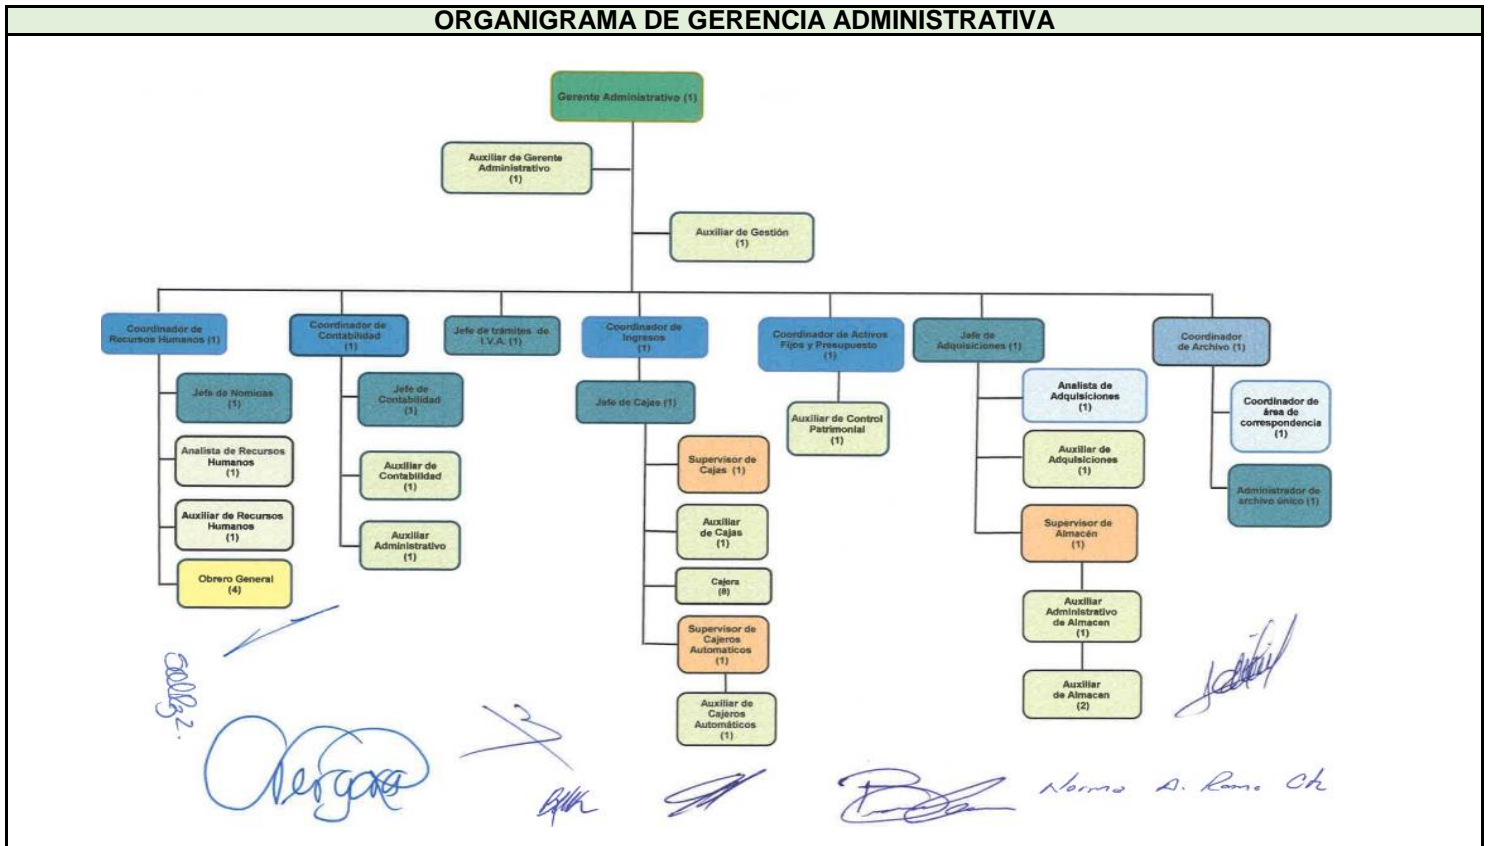 ORGANIGRAMA DE GERENCIA ADMINISTRATIVA
Gerente Administrativo (1)
Auxiliar de Gerente
Administrativo
(1)
Auxiliar de Gestión
(1)
Coordinador de
Recursos Humanos (1)
Coordinador de
Contabilidad
(1)
Jefe de trámites de
I.V.A. (1)
Coordinador de
Ingresos
(1)
Coordinador de Activos
Fijos y Presupuesto
(1)
Jefe de
Adquisiciones (1)
Coordinador
de Archivo (1)
Jefe de Nominas
(1)
Analista de Recursos
Humanos
(1)
Auxiliar de Recursos
Humanos
(1)
Obrero General
(4)
Jefe de
Contabilidad
(1)
Auxiliar de
Contabilidad
(1)
Auxiliar
Administrativo
(1)
Jefe de Cajas (1)
Supervisor de
Cajas (1)
Auxiliar
de Cajas
(1)
Cajera
(8)
Supervisor de
Cajeros
Automaticos
(1)
Auxiliar de
Cajeros
Automáticos
(1)
Auxiliar de Control
Patrimonial
(1)
Analista de
Adquisiciones
(1)
Auxiliar de
Adquisiciones
(1)
Supervisor de
Almacén
(1)
Auxiliar
Administrativo
de Almacen
(1)
Auxiliar
de Almacen
(2)
Coordinador de
área de
correspondencia
(1)
Administrador de
archivo único (1)
Vergara
Norma A.